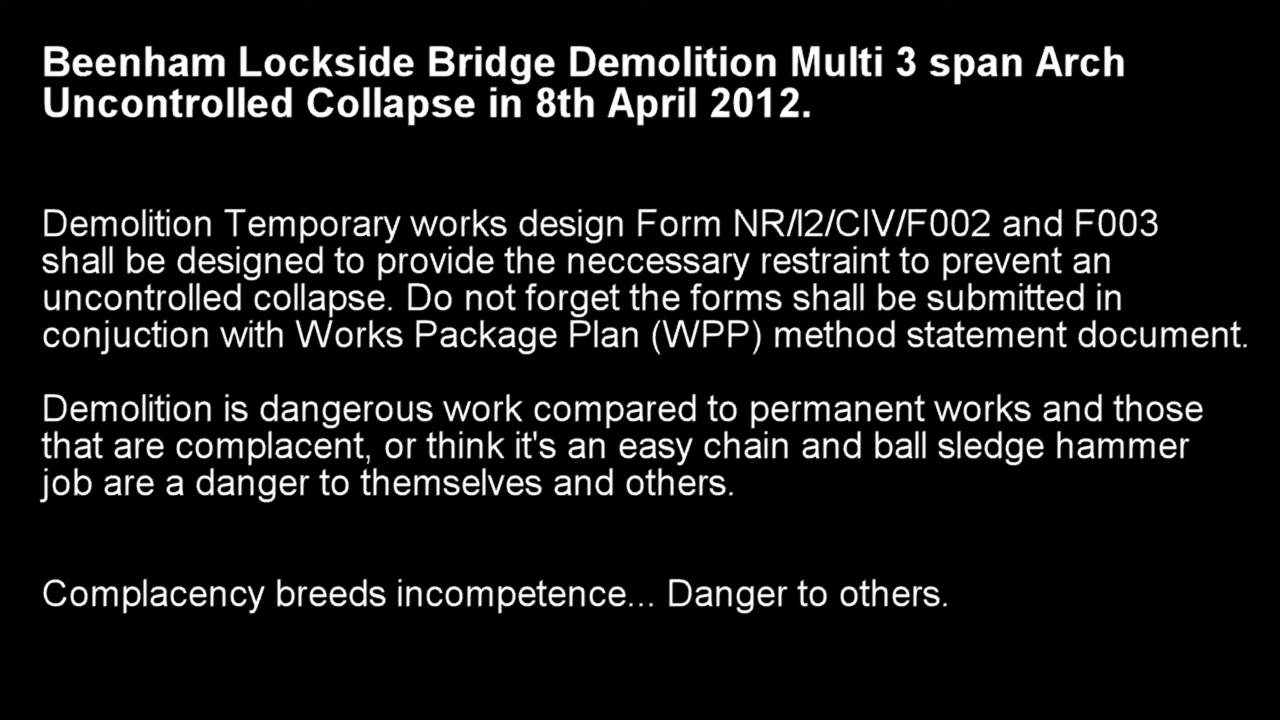 Beenham Lockside Bridge Demolition Multi 3 span Arch
Uncontrolled Collapse in 8th April 2012.
Demolition Temporary works design Form NR/l2/CIV/F002 and F003
shall be designed to provide the neccessary restraint to prevent an
uncontrolled collapse. Do not forget the forms shall be submitted in
conjuction with Works Package Plan (WPP) method statement document.
Demolition is dangerous work compared to permanent works and those
that are complacent, or think it's an easy chain and ball sledge hammer
job are a danger to themselves and others.
Complacency breeds incompetence... Danger to others.